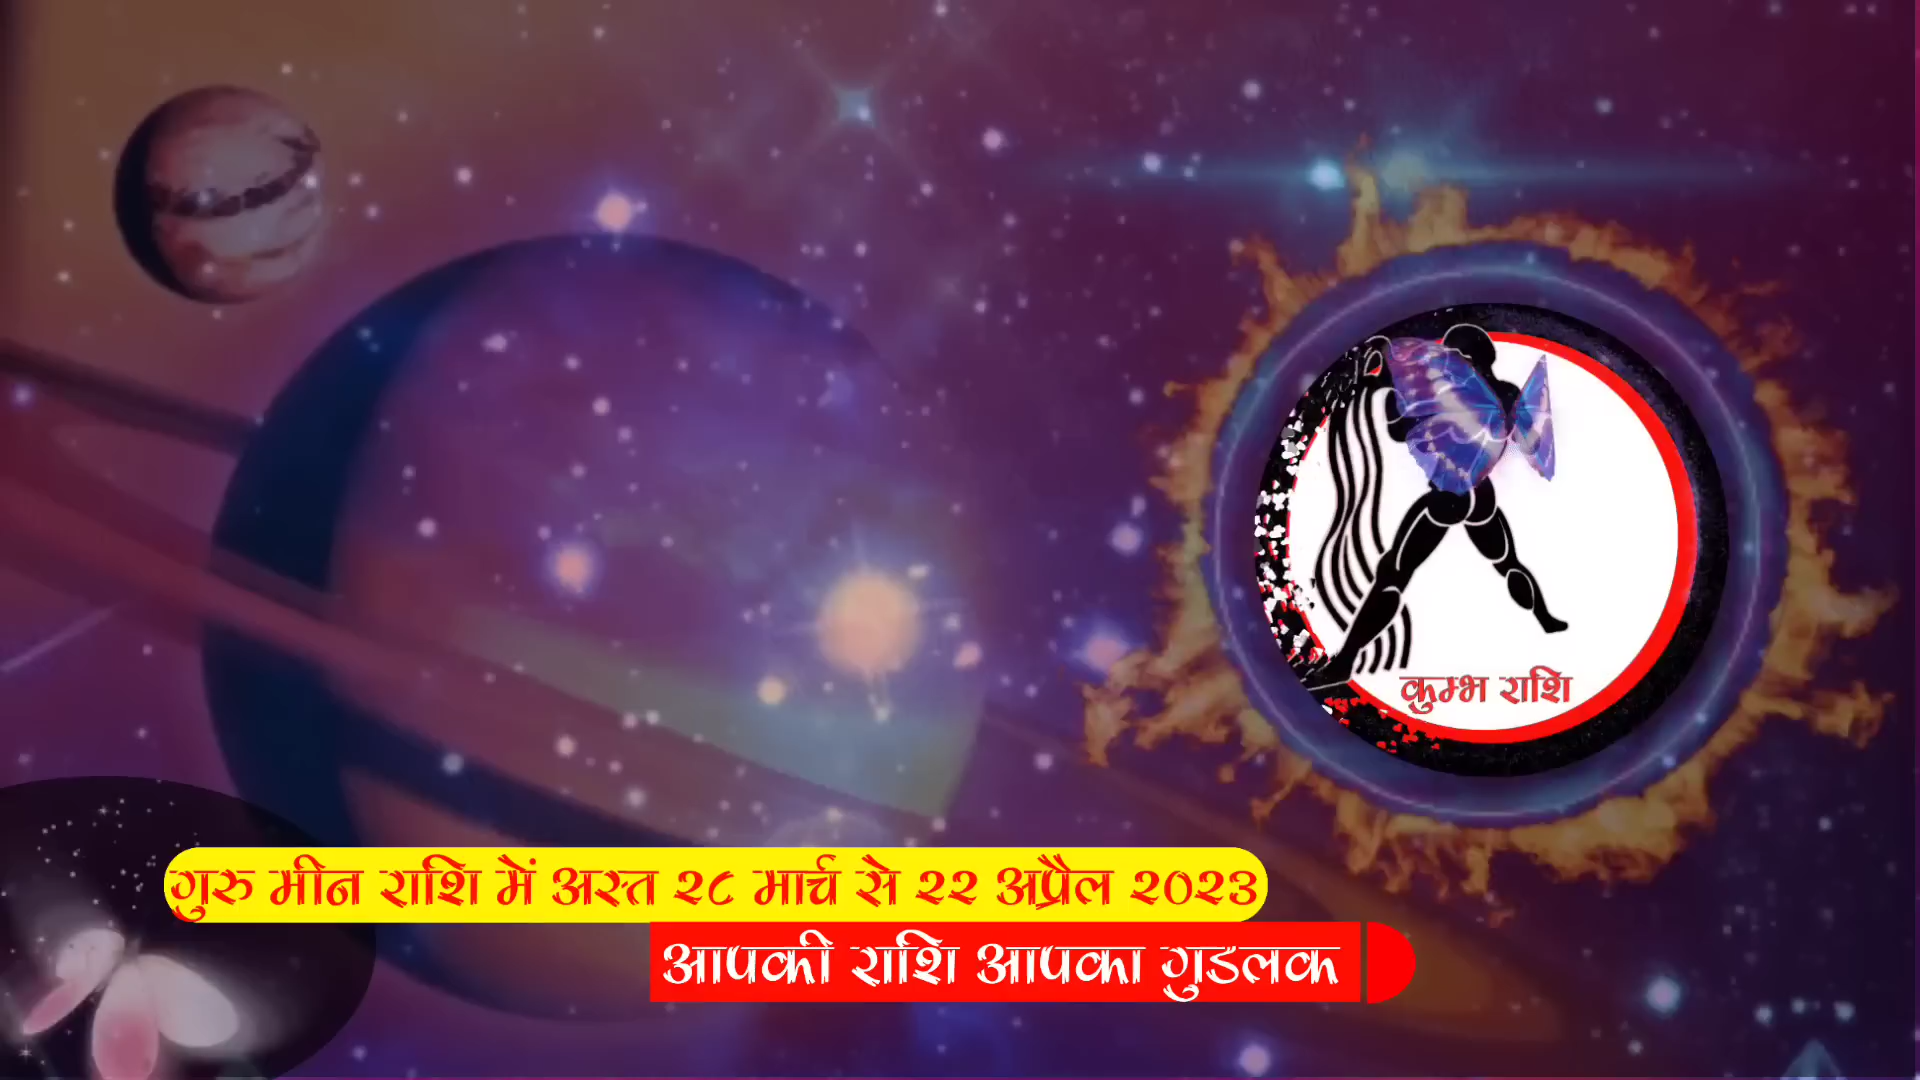 कुम्भ राशि
गुरु मीन राशि में अस्त २८ मार्च से २२ अप्रैल २०२३
आपकी राशि आपका गुडलक